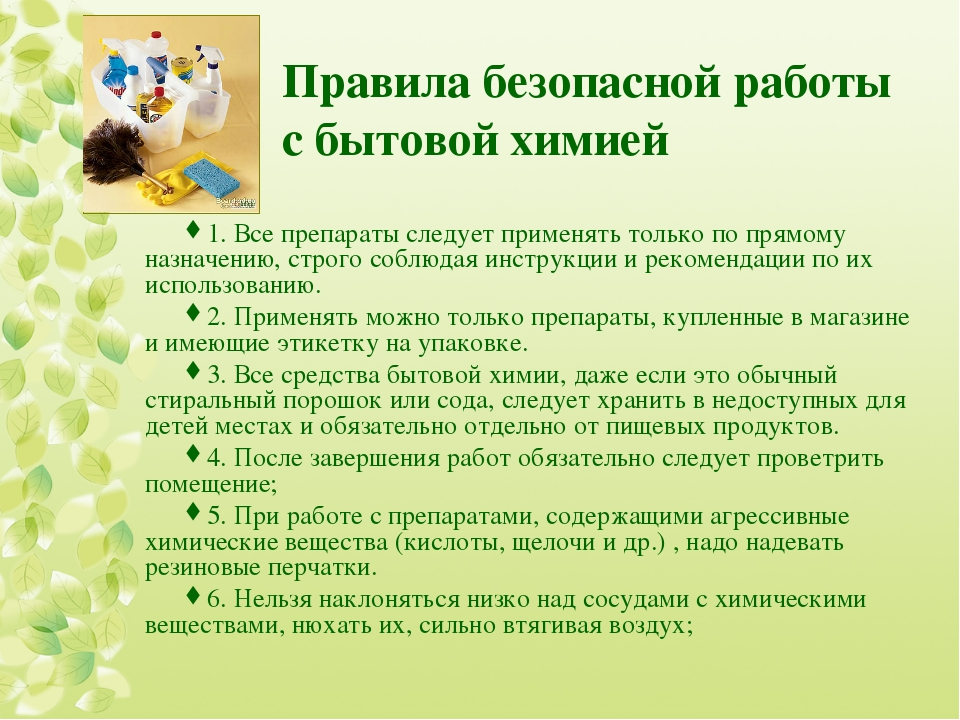 Правила безопасной работы
с бытовой химией
1. Все препараты следует применять только по прямому
назначению, строго соблюдая инструкции и рекомендации по их
использованию.
2. Применять можно только препараты, купленные в магазине
и имеющие этикетку на упаковке.
3. Все средства бытовой химии, даже если это обычный
стиральный порошок или сода, следует хранить в недоступных для
детей местах и обязательно отдельно от пищевых продуктов.
4. После завершения работ обязательно следует проветрить
помещение;
5. При работе с препаратами, содержащими агрессивные
химические вещества (кислоты, щелочи и др.) , надо надевать
резиновые перчатки.
6. Нельзя наклоняться низко над сосудами с химическими
веществами, нюхать их, сильно втягивая воздух;